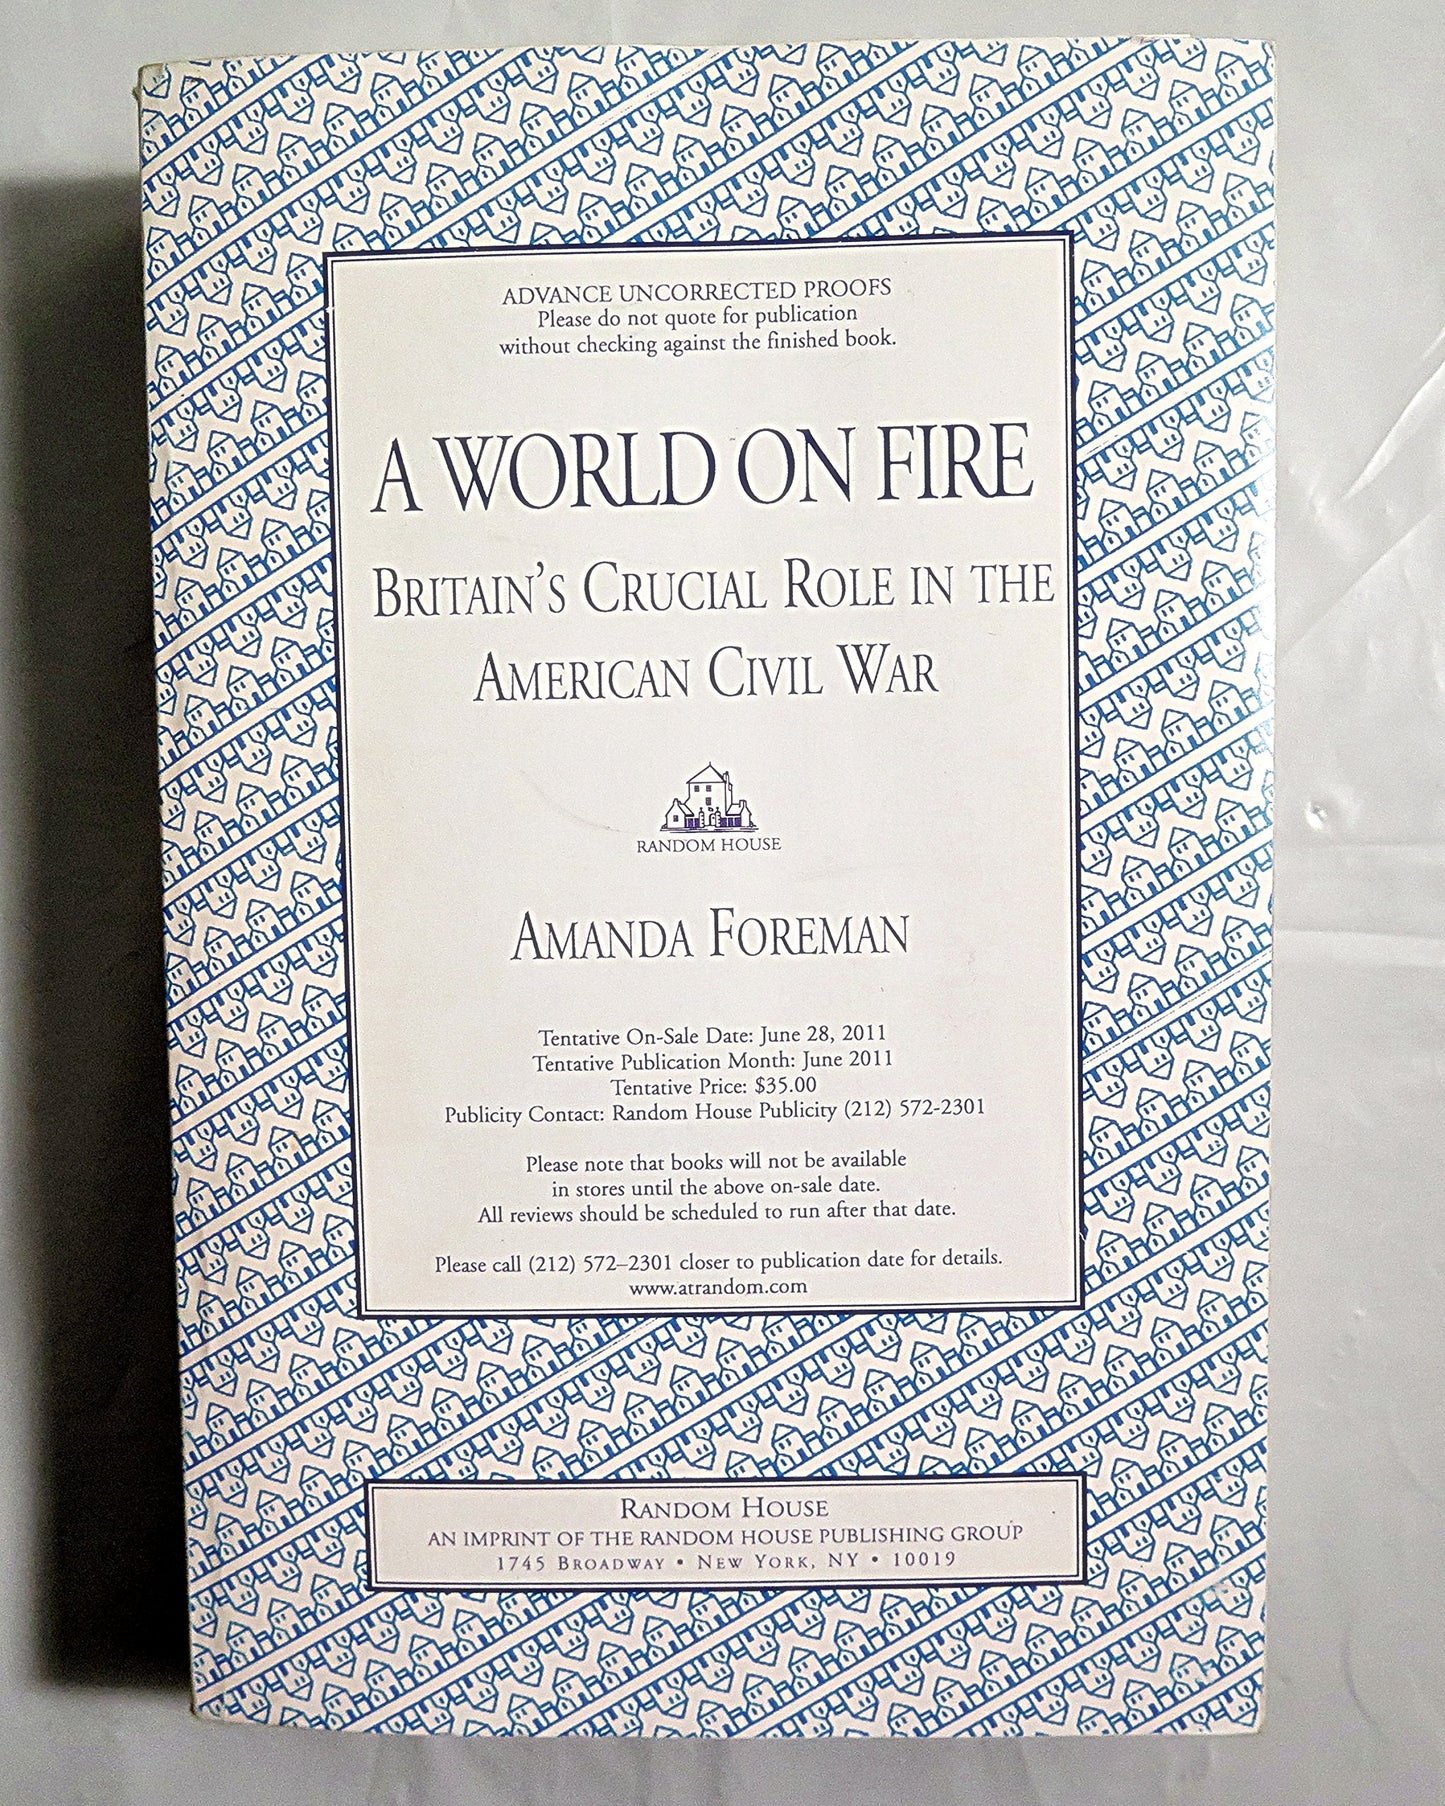 ADVANCE UNCORRECTED PROOFS
Please do not quote for publication
without checking against the finished book.
A WORLD ON FIRE
BRITAIN'S CRUCIAL ROLE IN THE
AMERICAN CIVIL WAR
RANDOM HOUSE
AMANDA FOREMAN
Tentative On-Sale Date: June 28, 2011
Tentative Publication Month: June 2011
Tentative Price: $35.00
Publicity Contact: Random House Publicity (212) 572-2301
Please note that books will not be available
in stores until the above on-sale date.
All reviews should be scheduled to run after that date.
Please call (212) 572–2301 closer to publication date for details.
www.atrandom.com
RANDOM HOUSE
AN IMPRINT OF THE RANDOM HOUSE PUBLISHING GROUP
1745 BROADWAY • NEW YORK, NY • 10019